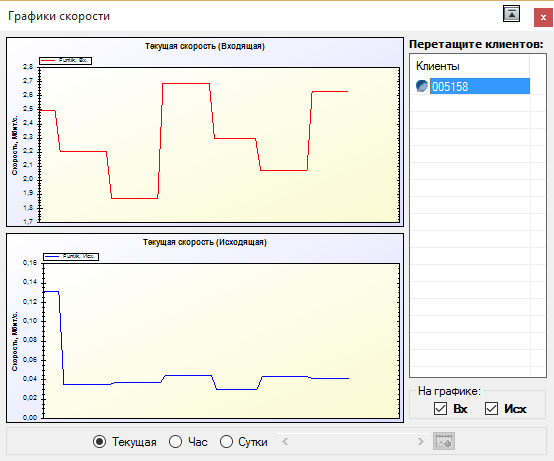 Графики скорости
Текущая скорость (Входящая)
Funtik, Вх.
Скорость, Мбит/с.
2,8
2,7
2,6
2,5
2,4
2,3
2,2
2,1
2,0
1,9
1,8
1,7
Текущая скорость (Исходящая)
Funtik, Исх.
Скорость, Мбит/с.
0,16
0,14
0,12
0,10
0,08
0,06
0,04
0,02
0,00
Перетащите клиентов:
Клиенты
005158
На графике:
Вх Исх
Текущая Час Сутки